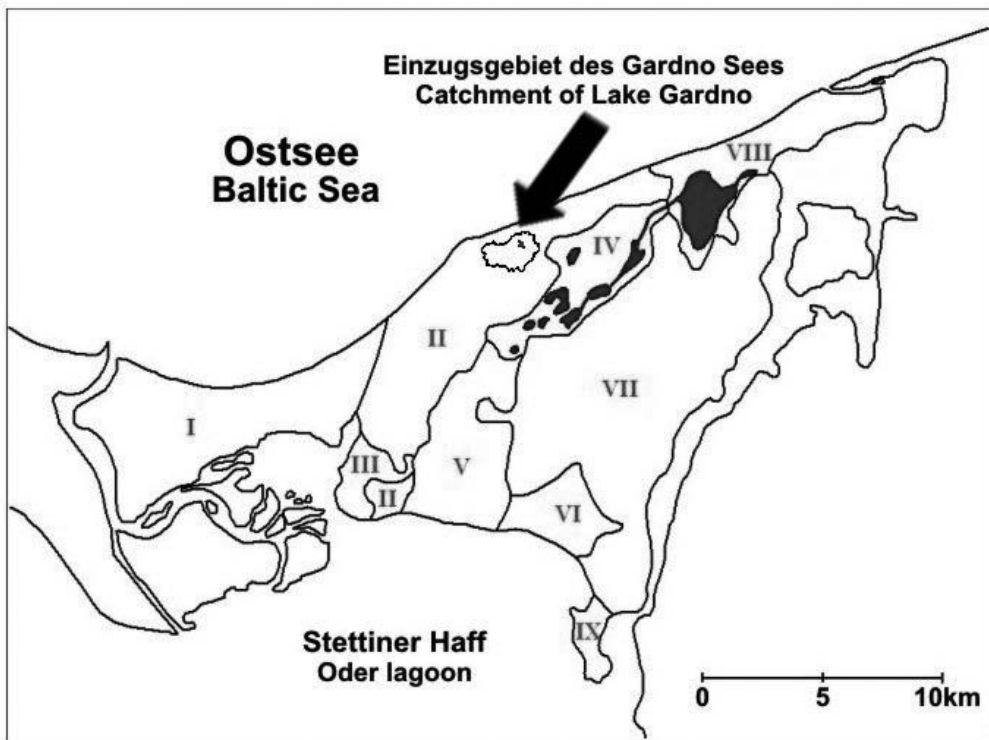 Einzugsgebiet des Gardno Sees
Catchment of Lake Gardno
Ostsee
Baltic Sea
VIII
IV
II
VII
I
III
V
II
VI
IX
Stettiner Haff
Oder lagoon
0 5 10km